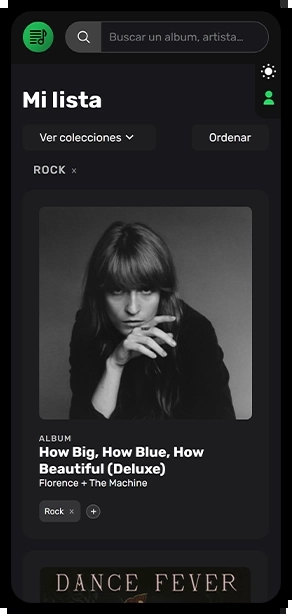 Buscar un album, artista...
Mi lista
Ver colecciones
Ordenar
ROCK x
ALBUM
How Big, How Blue, How
Beautiful (Deluxe)
Florence + The Machine
Rock x
+
DANCE FEVER